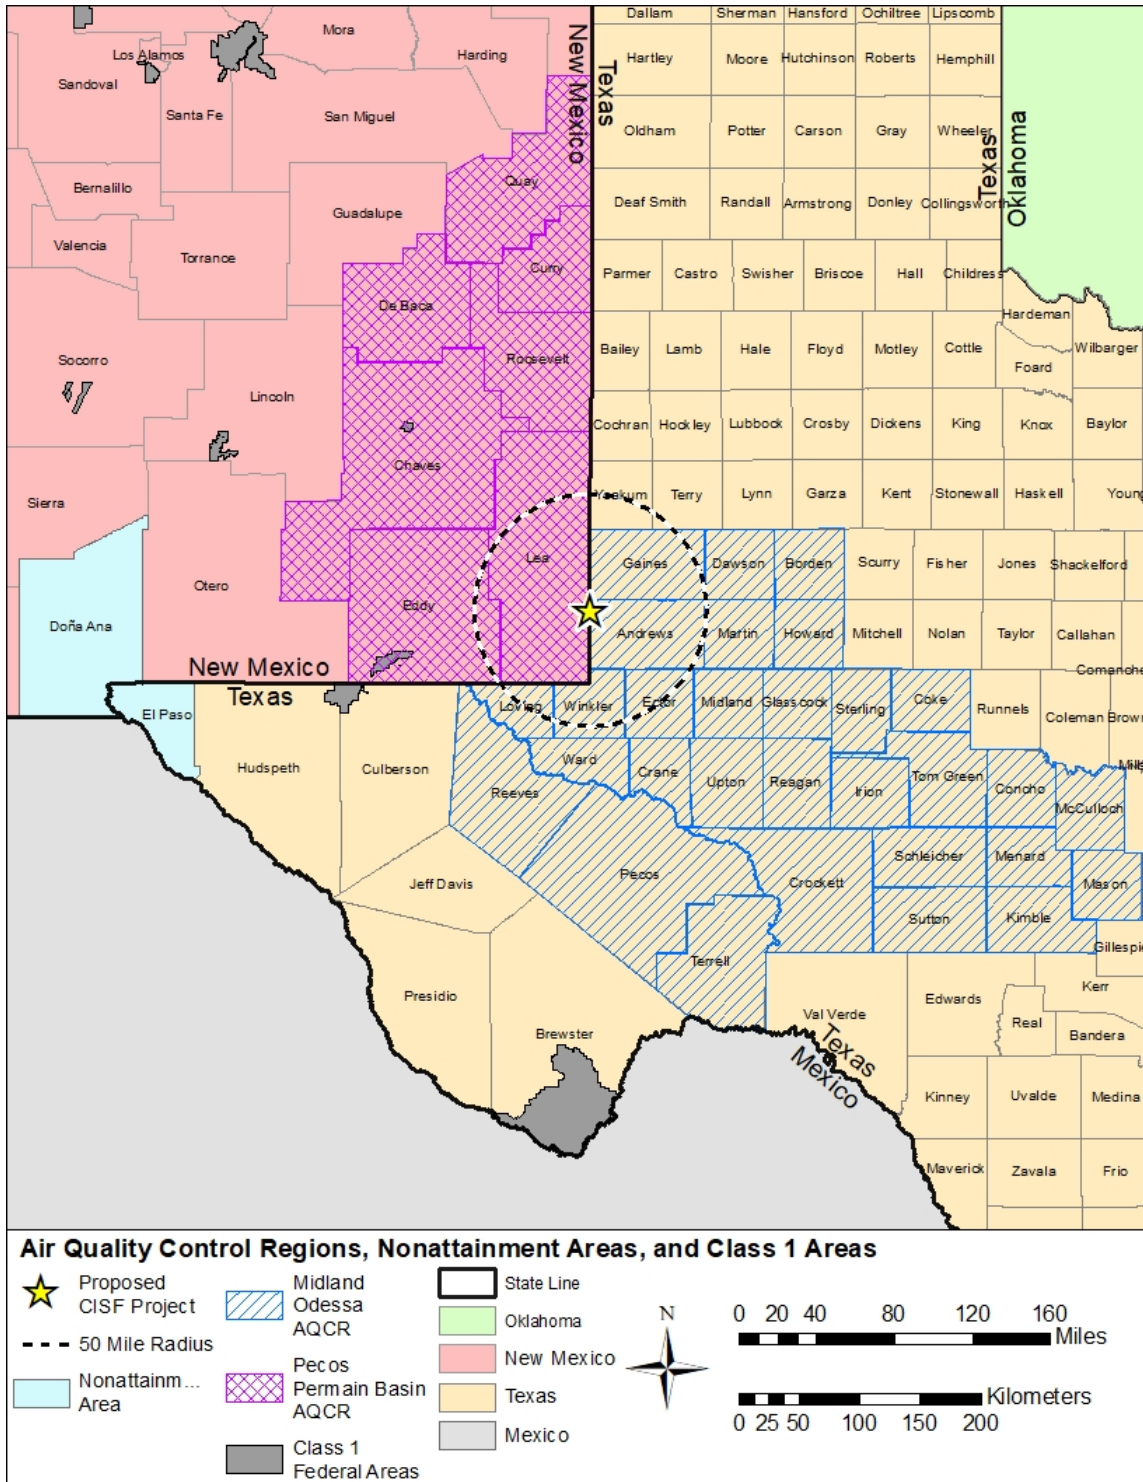 Dallam Sherman Hansford Ochiltree Lipscomb
Mora
Los Alamos
Harding
New Mexico
Texas
Hartley Moore Hutchinson Roberts Hemphill
Sandoval
Santa Fe
San Miguel
Oldham Potter Carson Gray Wheeler
Texas
Oklahoma
Bernalillo
Quay
Guadalupe
Deaf Smith Randall Armstrong Donley Collingsworth
Valencia
Torrance
Curry
Parmer Castro Swisher Briscoe Hall Childress
De Baca
Hardeman
Socorro
Roosevelt
Bailey Lamb Hale Floyd Motley Cottle Wilbarger
Foard
Lincoln
Cochran Hockley Lubbock Crosby Dickens King Knox Baylor
Chaves
Sierra
Yoakum Terry Lynn Garza Kent Stonewall Haskell Young
Lea
Gaines Dawson Borden Scurry Fisher Jones Shackelford
Otero
Eddy
Doña Ana
Andrews Martin Howard Mitchell Nolan Taylor Callahan
New Mexico
Texas
Comanche
El Paso
Loving Winkler Ector Midland Glasscock Sterling Coke Runnels Coleman Brown
Hudspeth Culberson
Ward Crane Upton Reagan Irion Tom Green Concho Mills
Reeves
McCulloch
Jeff Davis
Pecos
Crockett
Schleicher Menard
Mason
Sutton Kimble
Gillespie
Terrell
Presidio
Brewster
Val Verde
Edwards
Kerr
Real
Bandera
Texas
Mexico
Kinney Uvalde Medina
Maverick Zavala Frio
Air Quality Control Regions, Nonattainment Areas, and Class 1 Areas
Proposed
CISF Project
50 Mile Radius
Nonattainm...
Area
Midland
Odessa
AQCR
Pecos
Permain Basin
AQCR
Class 1
Federal Areas
State Line
Oklahoma
New Mexico
Texas
Mexico
N
0 20 40 80 120 160
Miles
Kilometers
0 25 50 100 150 200